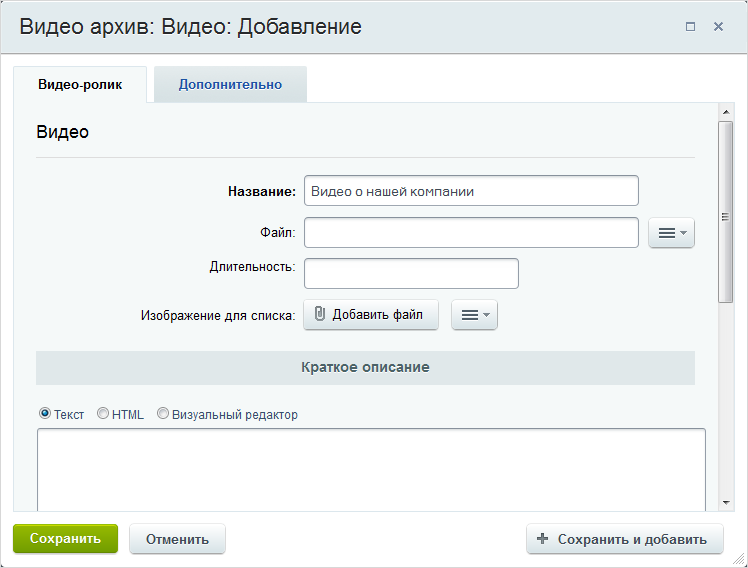 Видео архив: Видео: Добавление
Видео-ролик Дополнительно
Видео
Название: Видео о нашей компании
Файл:
Длительность:
Изображение для списка: Добавить файл
Краткое описание
Текст HTML Визуальный редактор
Сохранить Отменить + Сохранить и добавить